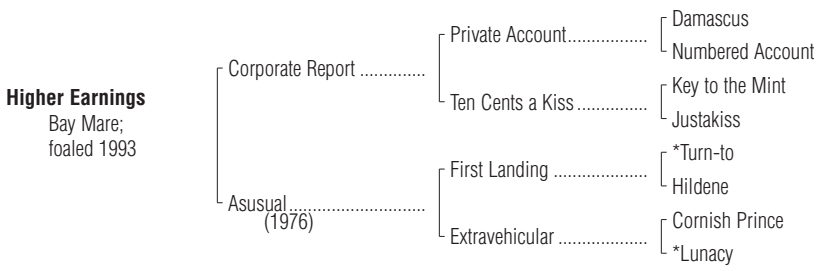 Higher Earnings
Bay Mare;
foaled 1993
Corporate Report ..............
Asusual.............................
(1976)
Private Account.................
Ten Cents a Kiss ...............
First Landing ....................
Extravehicular ...................
Damascus
Numbered Account
Key to the Mint
Justakiss
*Turn-to
Hildene
Cornish Prince
*Lunacy